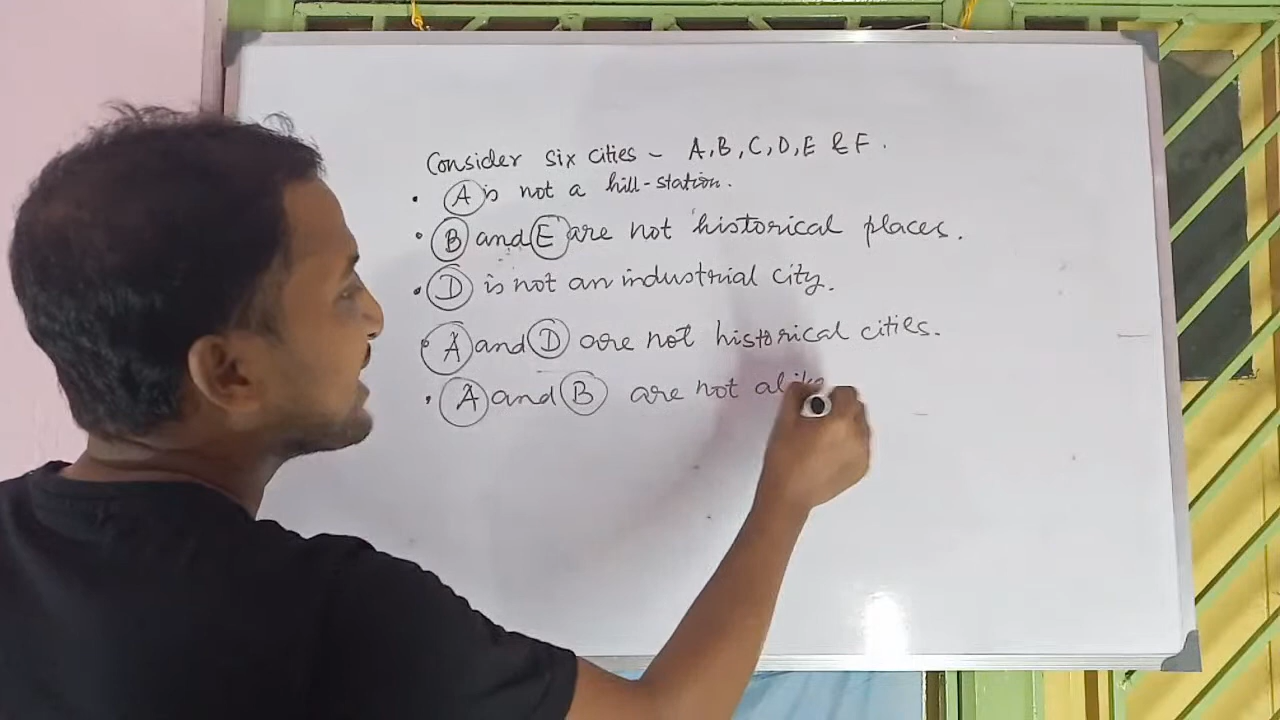 Consider six cities - A, B, C, D, E & F.
• A is not a hill-station.
• B and E are not historical places.
• D is not an industrial city.
• A and D are not historical cities.
• A and B are not alike